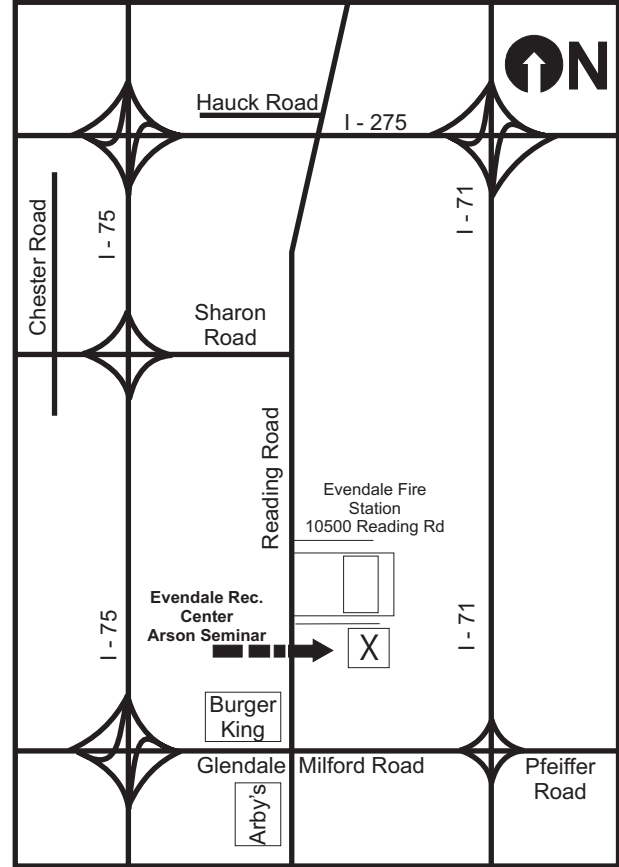 N
Hauck Road
I - 275
Chester Road
I - 75
I - 71
Sharon
Road
Reading Road
Evendale Fire
Station
10500 Reading Rd
Evendale Rec.
Center
Arson Seminar
X
I - 75
I - 71
Burger
King
Glendale Milford Road
Pfeiffer
Road
Arby's